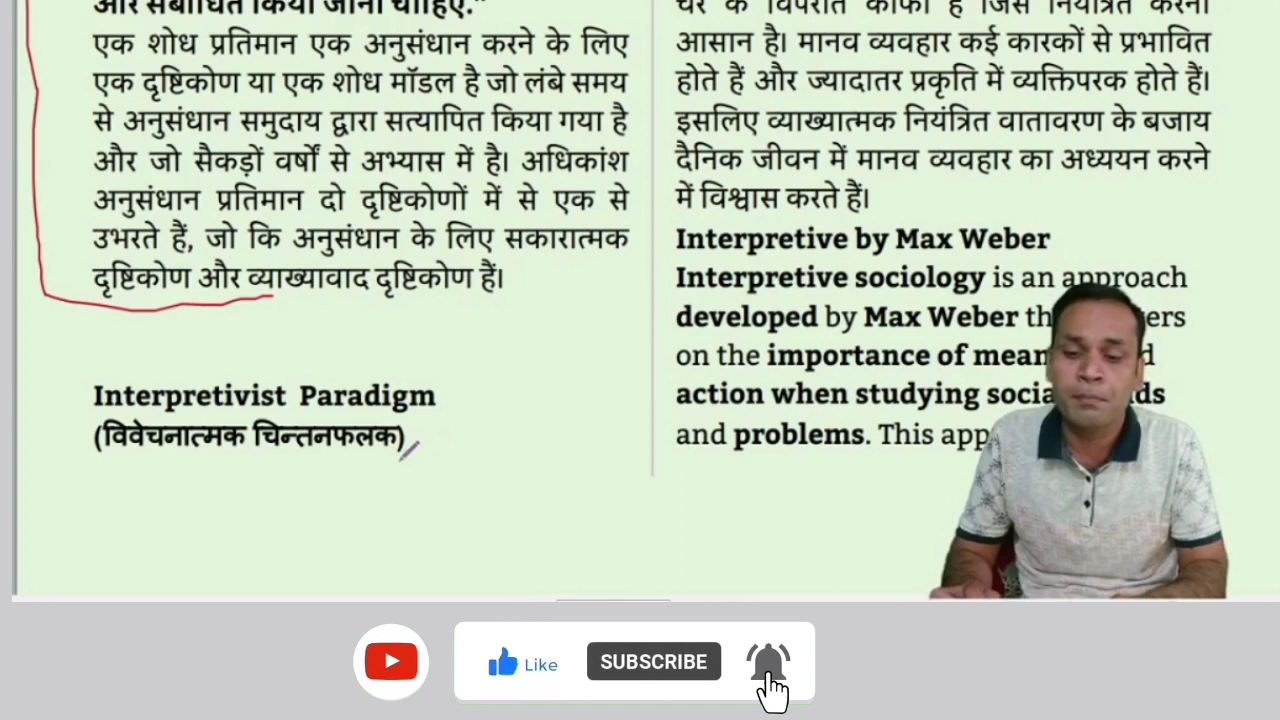 और संबोधित किया जाना चाहिए."
एक शोध प्रतिमान एक अनुसंधान करने के लिए
एक दृष्टिकोण या एक शोध मॉडल है जो लंबे समय
से अनुसंधान समुदाय द्वारा सत्यापित किया गया है
और जो सैकड़ों वर्षों से अभ्यास में है। अधिकांश
अनुसंधान प्रतिमान दो दृष्टिकोणों में से एक से
उभरते हैं, जो कि अनुसंधान के लिए सकारात्मक
दृष्टिकोण और व्याख्यावाद दृष्टिकोण हैं।
Interpretivist Paradigm
(विवेचनात्मक चिन्तनफलक)
चर के विपरीत काफी है जिसे नियंत्रित करना
आसान है। मानव व्यवहार कई कारकों से प्रभावित
होते हैं और ज्यादातर प्रकृति में व्यक्तिपरक होते हैं।
इसलिए व्याख्यात्मक नियंत्रित वातावरण के बजाय
दैनिक जीवन में मानव व्यवहार का अध्ययन करने
में विश्वास करते हैं।
Interpretive by Max Weber
Interpretive sociology is an approach
developed by Max Weber
on the importance of
action when studying
and problems. This
Like
SUBSCRIBE